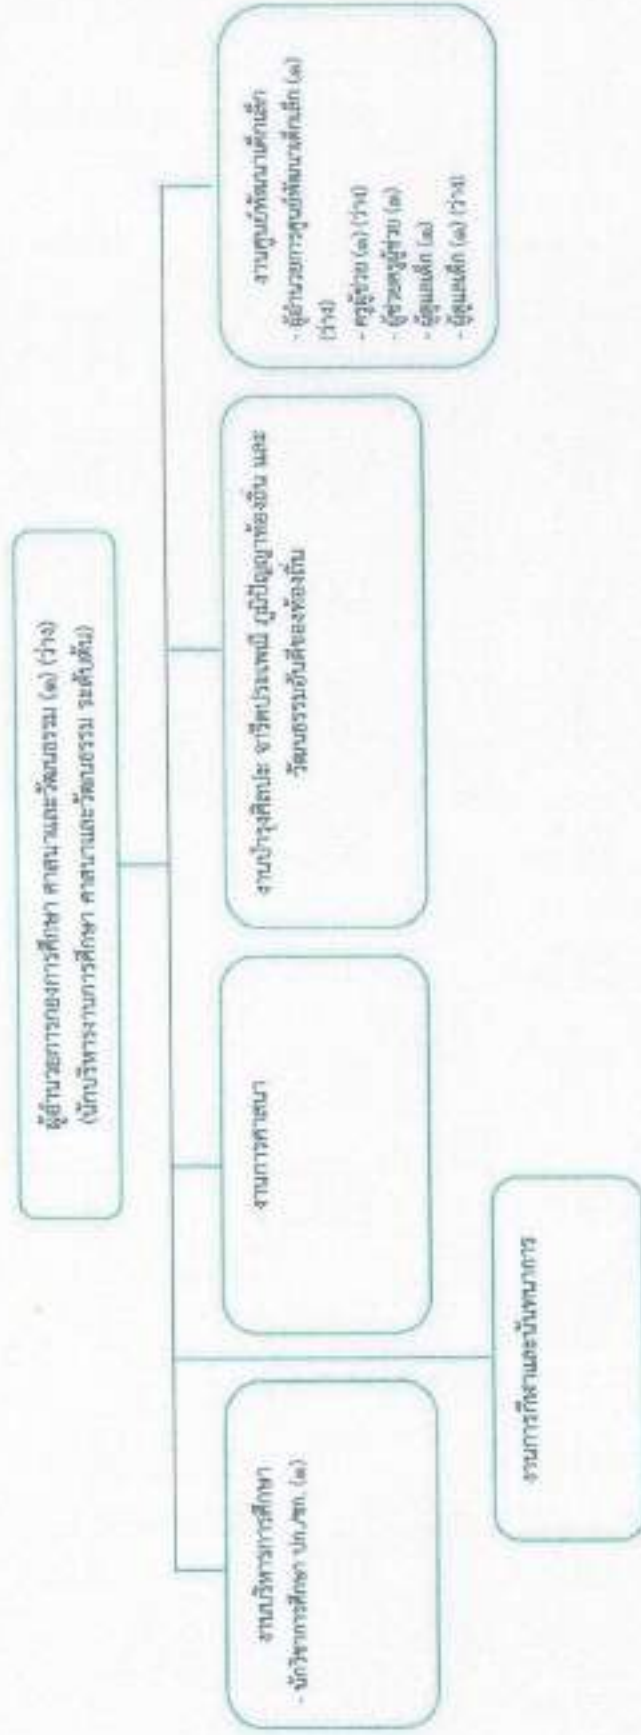 ผู้อำนวยการกองการศึกษา ศาสนาและวัฒนธรรม (๑) (ว่าง)
(นักบริหารงานการศึกษา ศาสนาและวัฒนธรรม ระดับต้น)
งานบริหารการศึกษา
- นักวิชาการศึกษา ปก./ชก. (๑)
งานการศาสนา
งานบำรุงศิลปะ จารีตประเพณี ภูมิปัญญาท้องถิ่น และ
วัฒนธรรมอันดีของท้องถิ่น
งานศูนย์พัฒนาเด็กเล็ก
- ผู้อำนวยการศูนย์พัฒนาเด็กเล็ก (๑)
(ว่าง)
- ครูผู้ช่วย (๑) (ว่าง)
- ผู้ช่วยครูผู้ช่วย (๑)
- ผู้ดูแลเด็ก (๑)
- ผู้ดูแลเด็ก (๑) (ว่าง)
งานการกีฬาและนันทนาการ